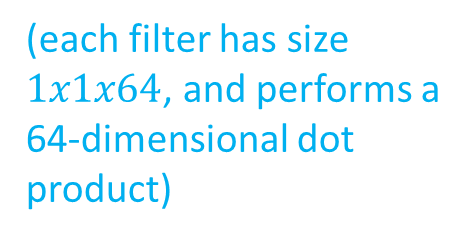 (each filter has size
1x1x64, and performs a
64-dimensional dot
product)